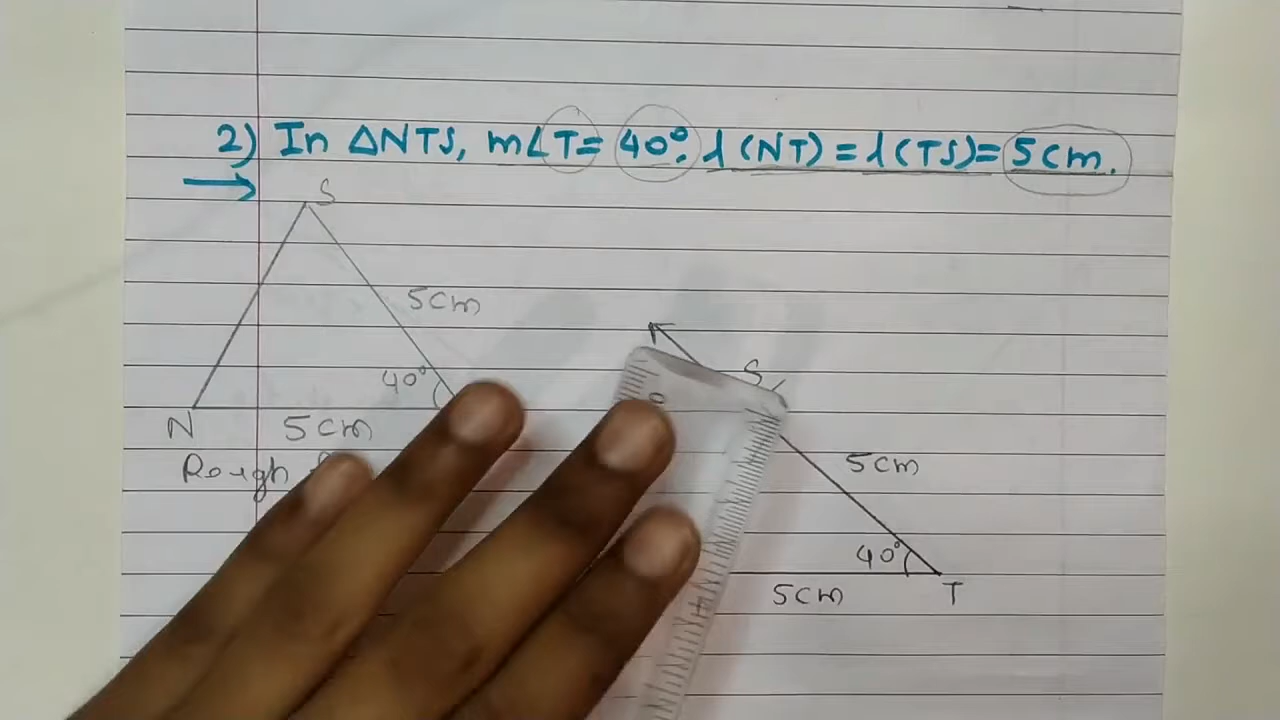 2) In ΔNTS, m∠T= 40°. l(NT) = l(TS)= 5cm.
S
5cm
40°
N
5cm
Rough
S
5cm
40°
5cm
T